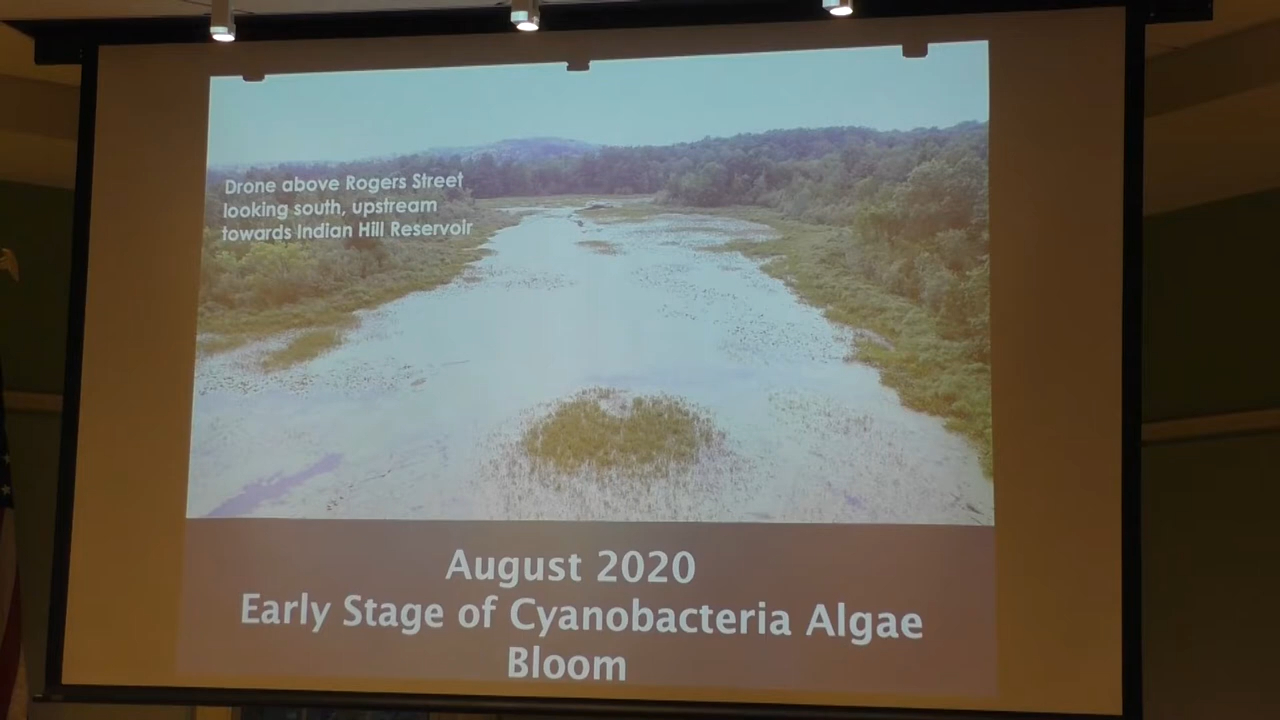 Drone above Rogers Street
looking south, upstream
towards Indian Hill Reservoir
August 2020
Early Stage of Cyanobacteria Algae
Bloom